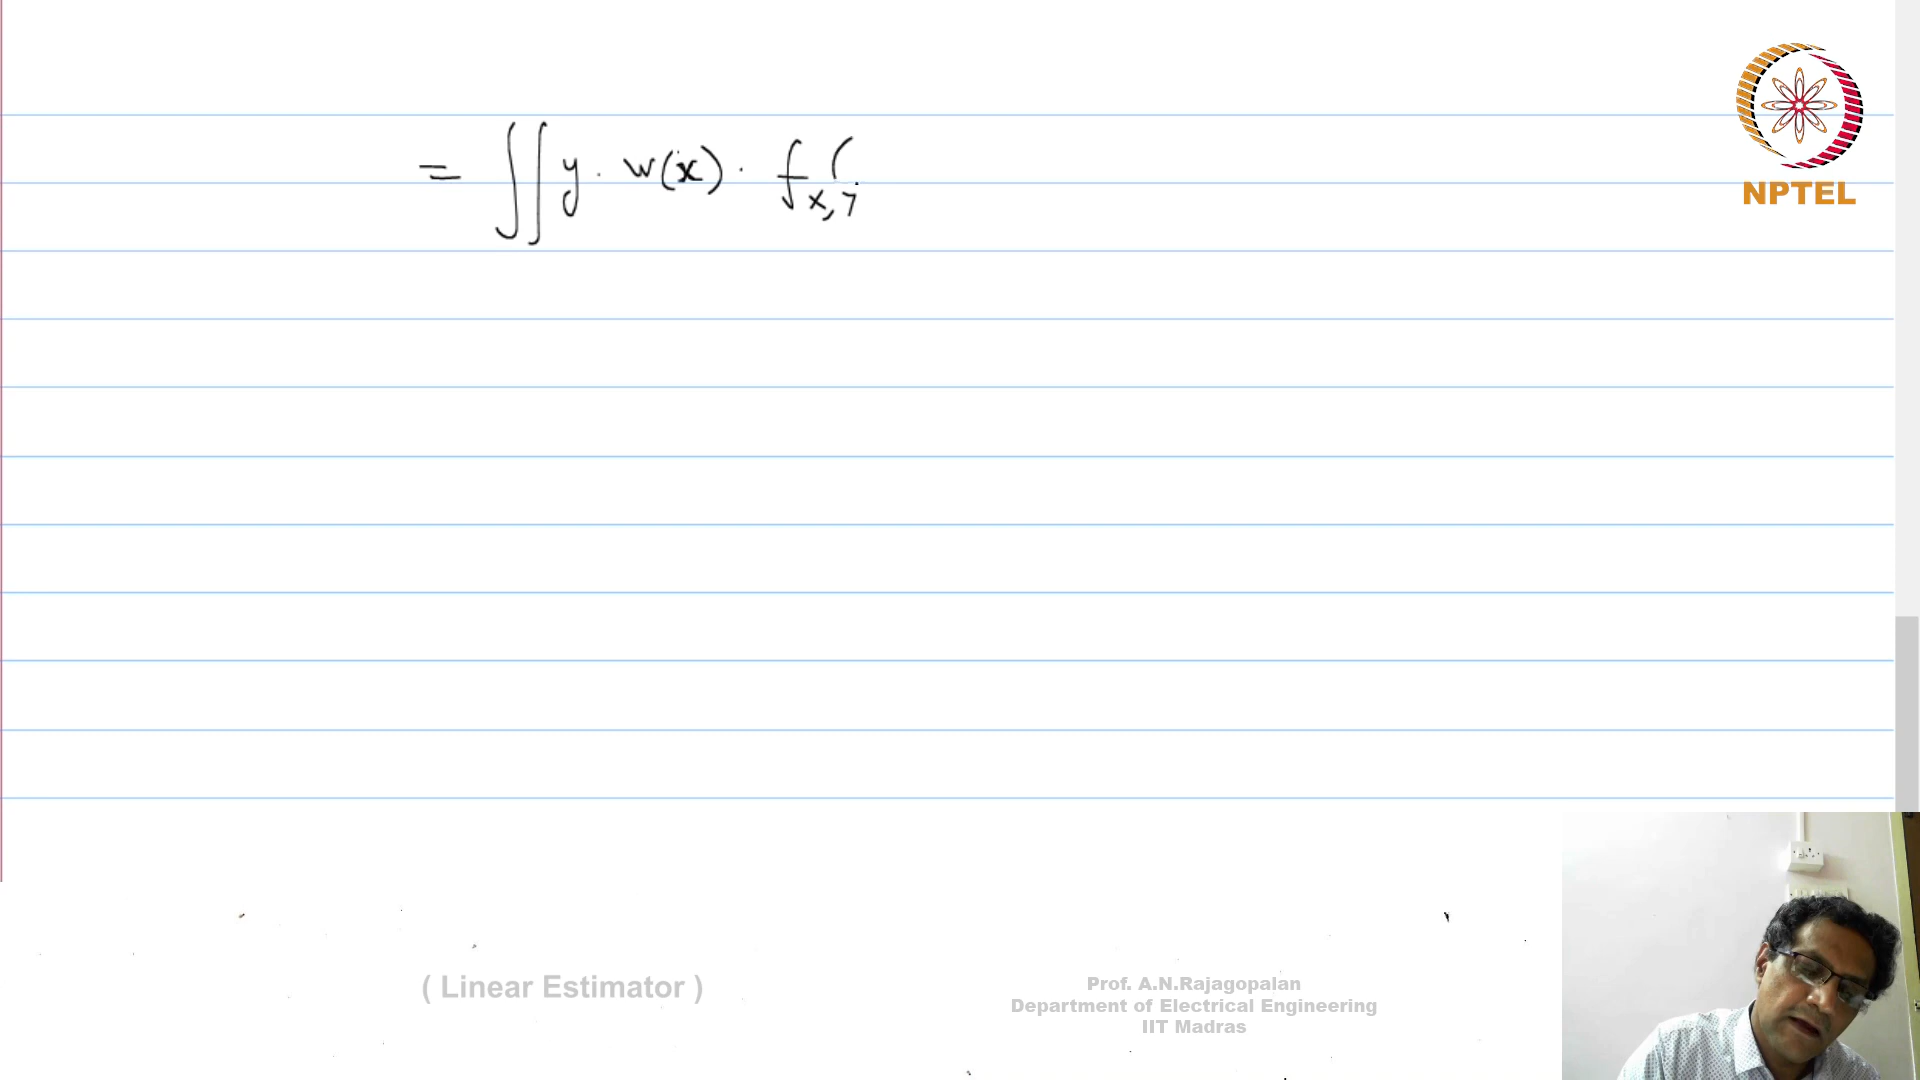 = ∬ y · w(x) · f_{x,y} (
NPTEL
( Linear Estimator )
Prof. A.N.Rajagopalan
Department of Electrical Engineering
IIT Madras